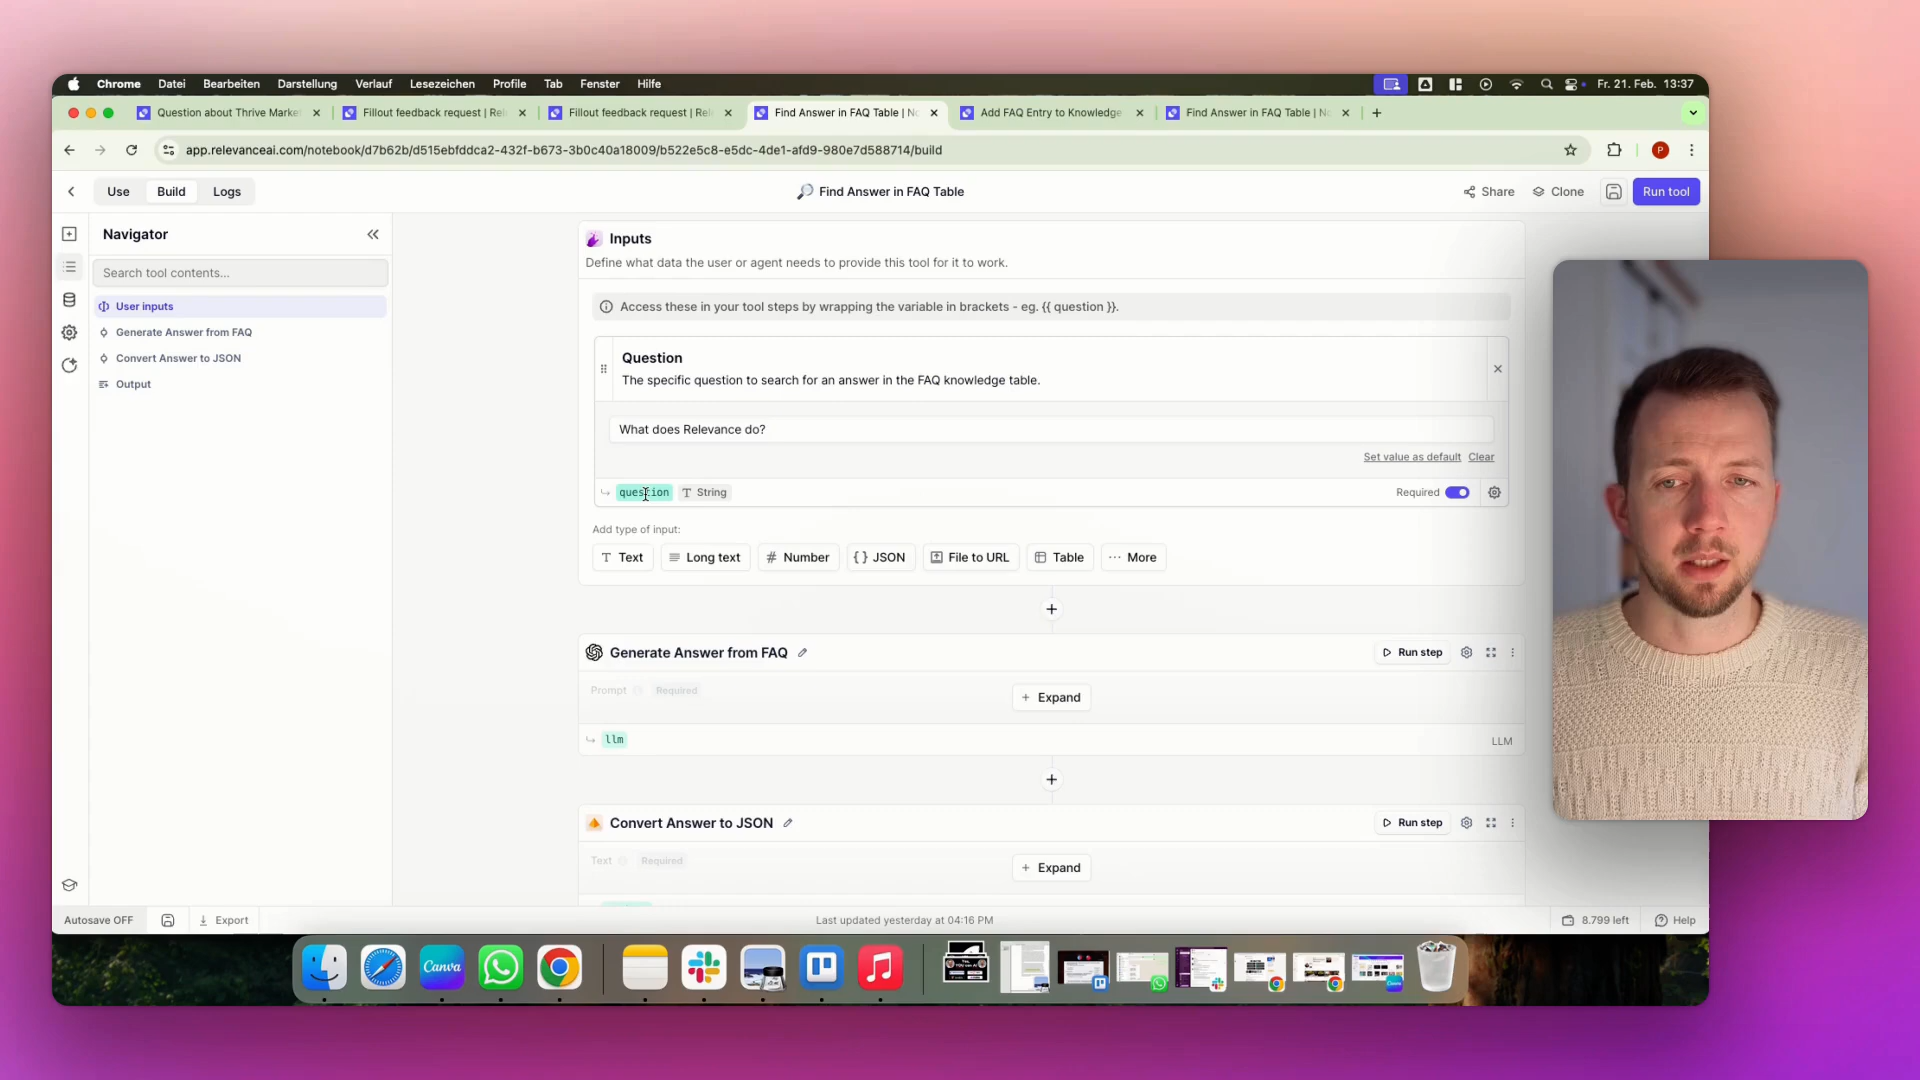 Chrome Datei Bearbeiten Darstellung Verlauf Lesezeichen Profile Tab Fenster Hilfe Fr. 21. Feb. 13:37
Question about Thrive Marke Fillout feedback request | Rel Fillout feedback request | Rel Find Answer in FAQ Table | No Add FAQ Entry to Knowledge Find Answer in FAQ Table | No
app.relevanceai.com/notebook/d7b62b/d515ebfddca2-432f-b673-3b0c40a18009/b522e5c8-e5dc-4de1-afd9-980e7d588714/build P
Use Build Logs Find Answer in FAQ Table Share Clone Run tool
Navigator
Search tool contents...
User inputs
Generate Answer from FAQ
Convert Answer to JSON
Output
Inputs
Define what data the user or agent needs to provide this tool for it to work.
Access these in your tool steps by wrapping the variable in brackets - eg. {{ question }}.
Question
The specific question to search for an answer in the FAQ knowledge table.
What does Relevance do?
Set value as default Clear
question T String Required
Add type of input:
T Text Long text # Number { } JSON File to URL Table ··· More
Generate Answer from FAQ Run step
Prompt Required + Expand
llm LLM
Convert Answer to JSON Run step
Text Required + Expand
Autosave OFF Export Last updated yesterday at 04:16 PM 8.799 left Help
Canva